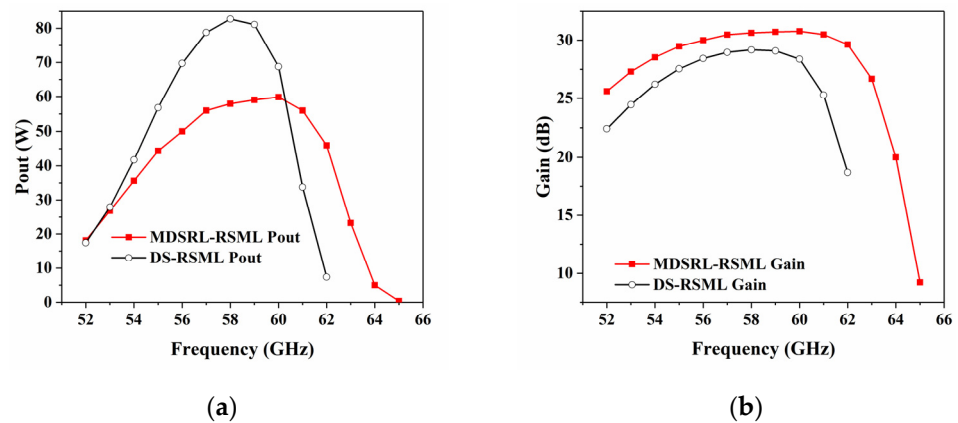 80
60
50
40
30
20
10
0
Pout (W)
MDSRL-RSML Pout
DS-RSML Pout
52 54 56 58 60 62 64 66
Frequency (GHz)
(a)
30
25
20
15
10
Gain (dB)
MDSRL-RSML Gain
DS-RSML Gain
52 54 56 58 60 62 64 66
Frequency (GHz)
(b)